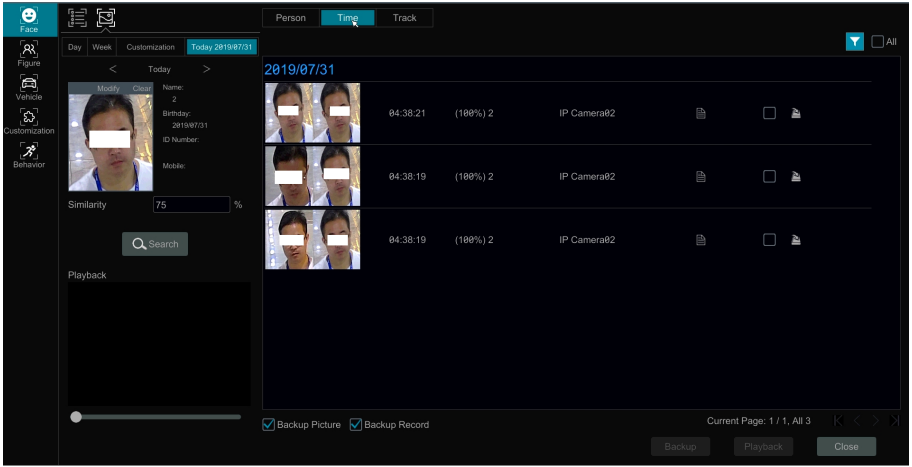 Face
Figure
Vehicle
Customization
Behavior
Day Week Customization Today 2019/07/31
< Today >
Modify Clear
Name:
2
Birthday:
2019/07/31
ID Number:
Mobile:
Similarity 75 %
Search
Playback
Person Time Track
All
2019/07/31
04:38:21 (100%) 2 IP Camera02
04:38:19 (100%) 2 IP Camera02
04:38:19 (100%) 2 IP Camera02
Backup Picture Backup Record
Current Page: 1 / 1, All 3
Backup Playback Close